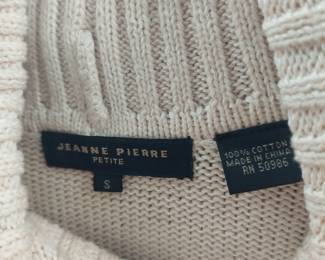 JEANNE PIERRE
PETITE
S
100% COTTON
MADE IN CHINA
RN 50986